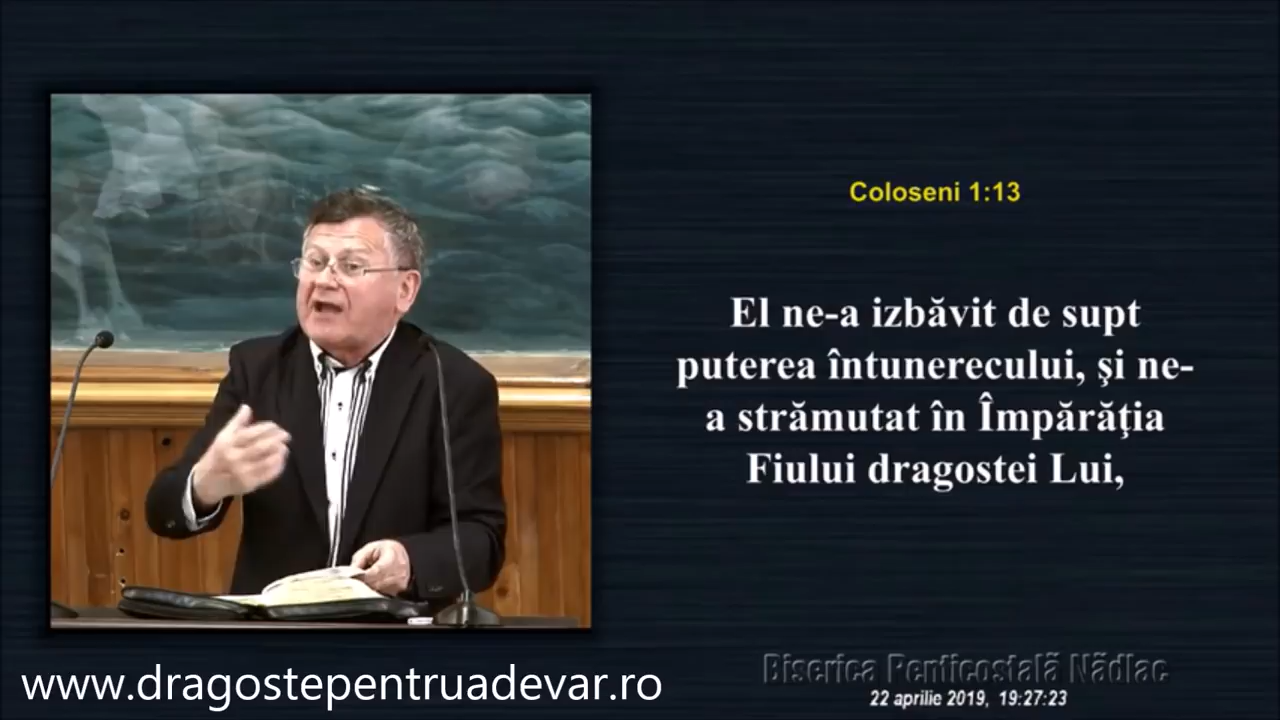 Coloseni 1:13
El ne-a izbăvit de supt
puterea întunerecului, şi ne-
a strămutat în Împărăţia
Fiului dragostei Lui,
Biserica Penticostală Nădlac
22 aprilie 2019, 19:27:23
www.dragostepentruadevar.ro